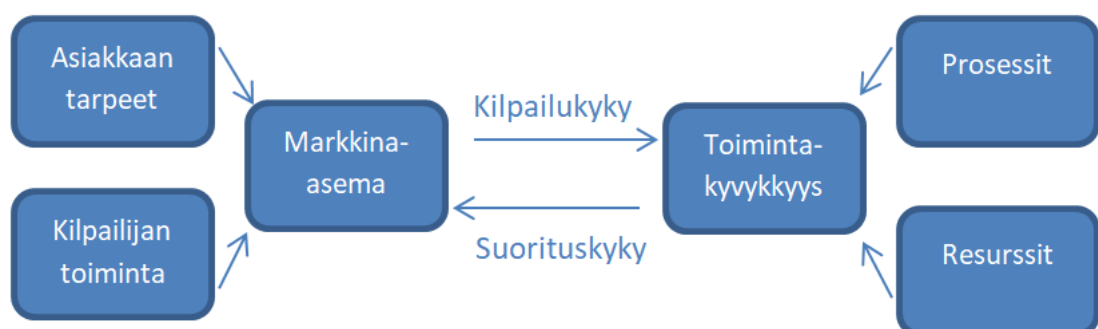 Asiakkaan
tarpeet
Kilpailijan
toiminta
Markkina-
asema
Kilpailukyky
Suorituskyky
Toiminta-
kyvykkyys
Prosessit
Resurssit